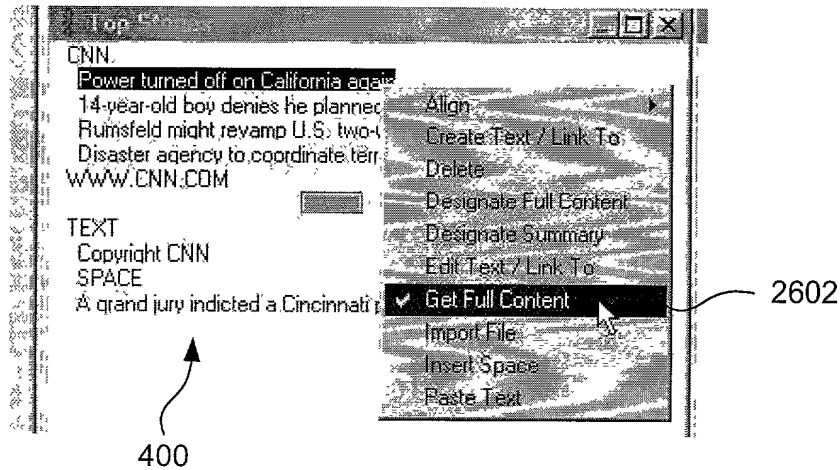 Top
CNN
Power turned off on California again
14-year-old boy denies he planned
Rumsfeld might revamp U.S. two-
Disaster agency to coordinate terr
WWW.CNN.COM
TEXT
Copyright CNN
SPACE
A grand jury indicted a Cincinnati
Align
Create Text / Link To
Delete
Designate Full Content
Designate Summary
Edit Text / Link To
Get Full Content
Import File
Insert Space
Paste Text
2602
400